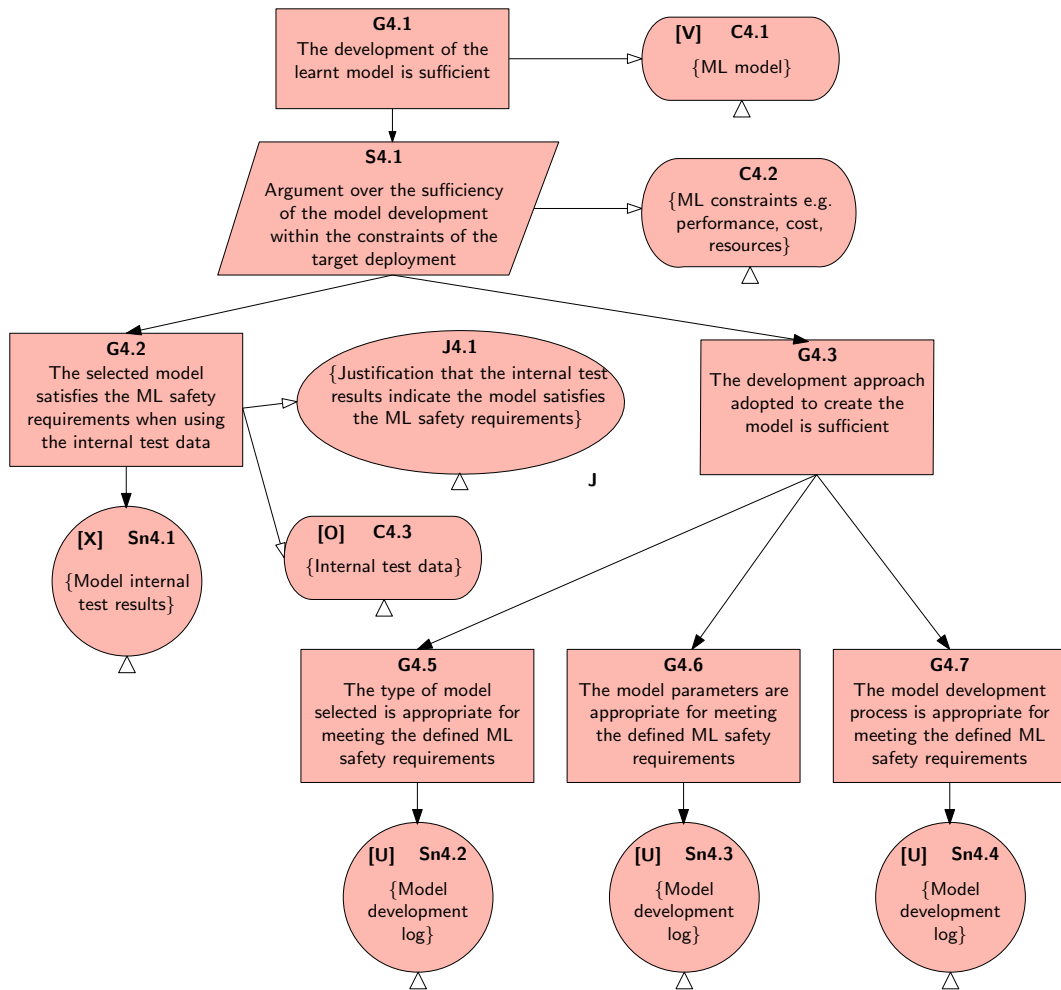 G4.1
The development of the
learnt model is sufficient
[V] C4.1
{ML model}
S4.1
Argument over the sufficiency
of the model development
within the constraints of the
target deployment
C4.2
{ML constraints e.g.
performance, cost,
resources}
G4.2
The selected model
satisfies the ML safety
requirements when using
the internal test data
J4.1
{Justification that the internal test
results indicate the model satisfies
the ML safety requirements}
J
G4.3
The development approach
adopted to create the
model is sufficient
[X] Sn4.1
{Model internal
test results}
[O] C4.3
{Internal test data}
G4.5
The type of model
selected is appropriate for
meeting the defined ML
safety requirements
G4.6
The model parameters are
appropriate for meeting
the defined ML safety
requirements
G4.7
The model development
process is appropriate for
meeting the defined ML
safety requirements
[U] Sn4.2
{Model
development
log}
[U] Sn4.3
{Model
development
log}
[U] Sn4.4
{Model
development
log}